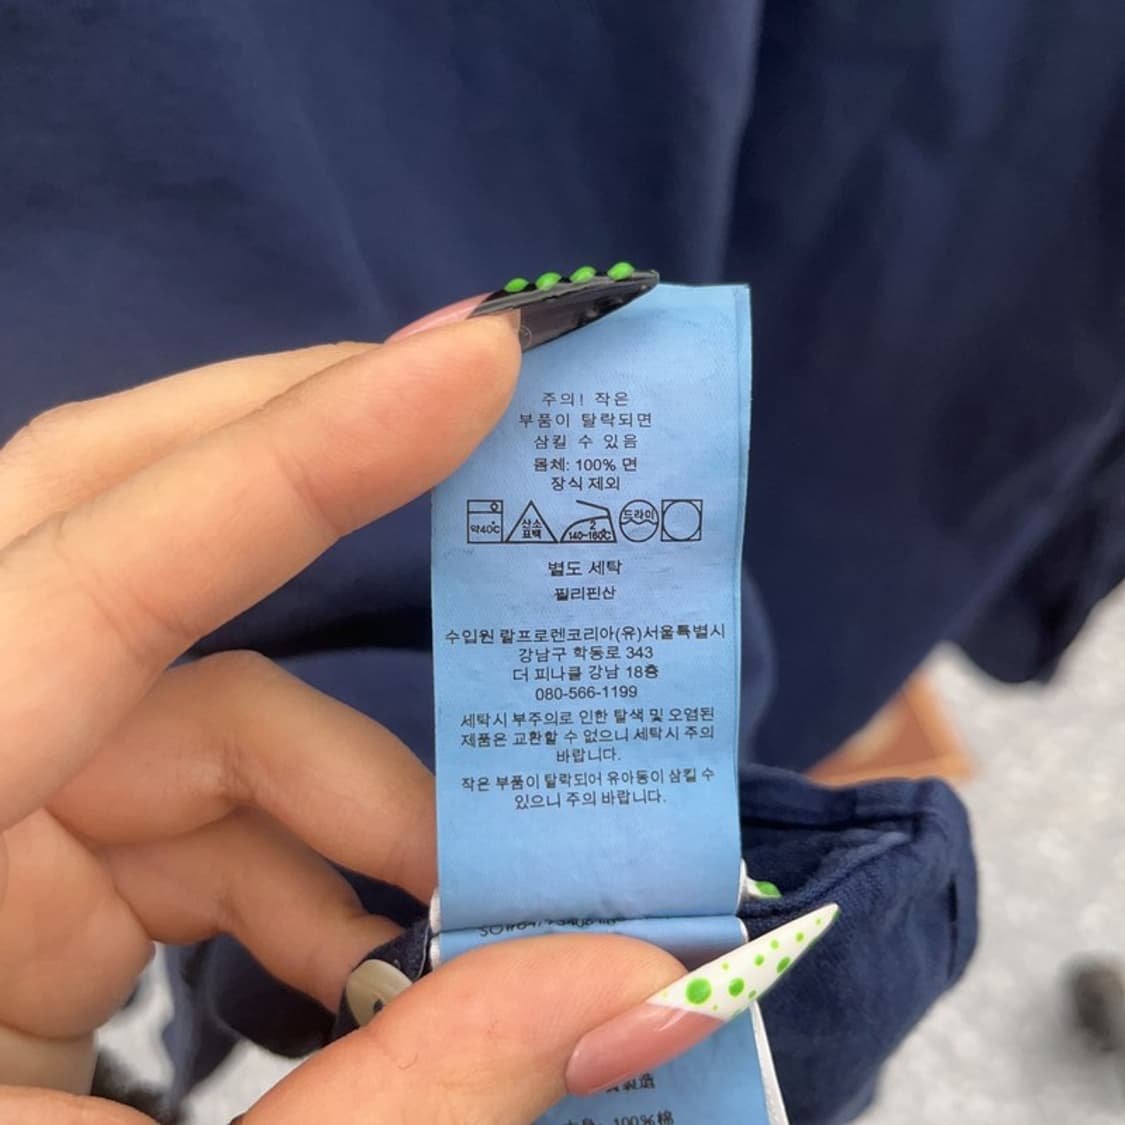 주의! 작은
부품이 탈락되면
삼킬 수 있음
몸체: 100% 면
장식 제외
약40℃ 산소 표백 2 140~160℃ 드라이
별도 세탁
필리핀산
수입원 랄프로렌코리아(유)서울특별시
강남구 학동로 343
더 피나클 강남 18층
080-566-1199
세탁시 부주의로 인한 탈색 및 오염된
제품은 교환할 수 없으니 세탁시 주의
바랍니다.
작은 부품이 탈락되어 유아동이 삼킬 수
있으니 주의 바랍니다.
製造
100%棉